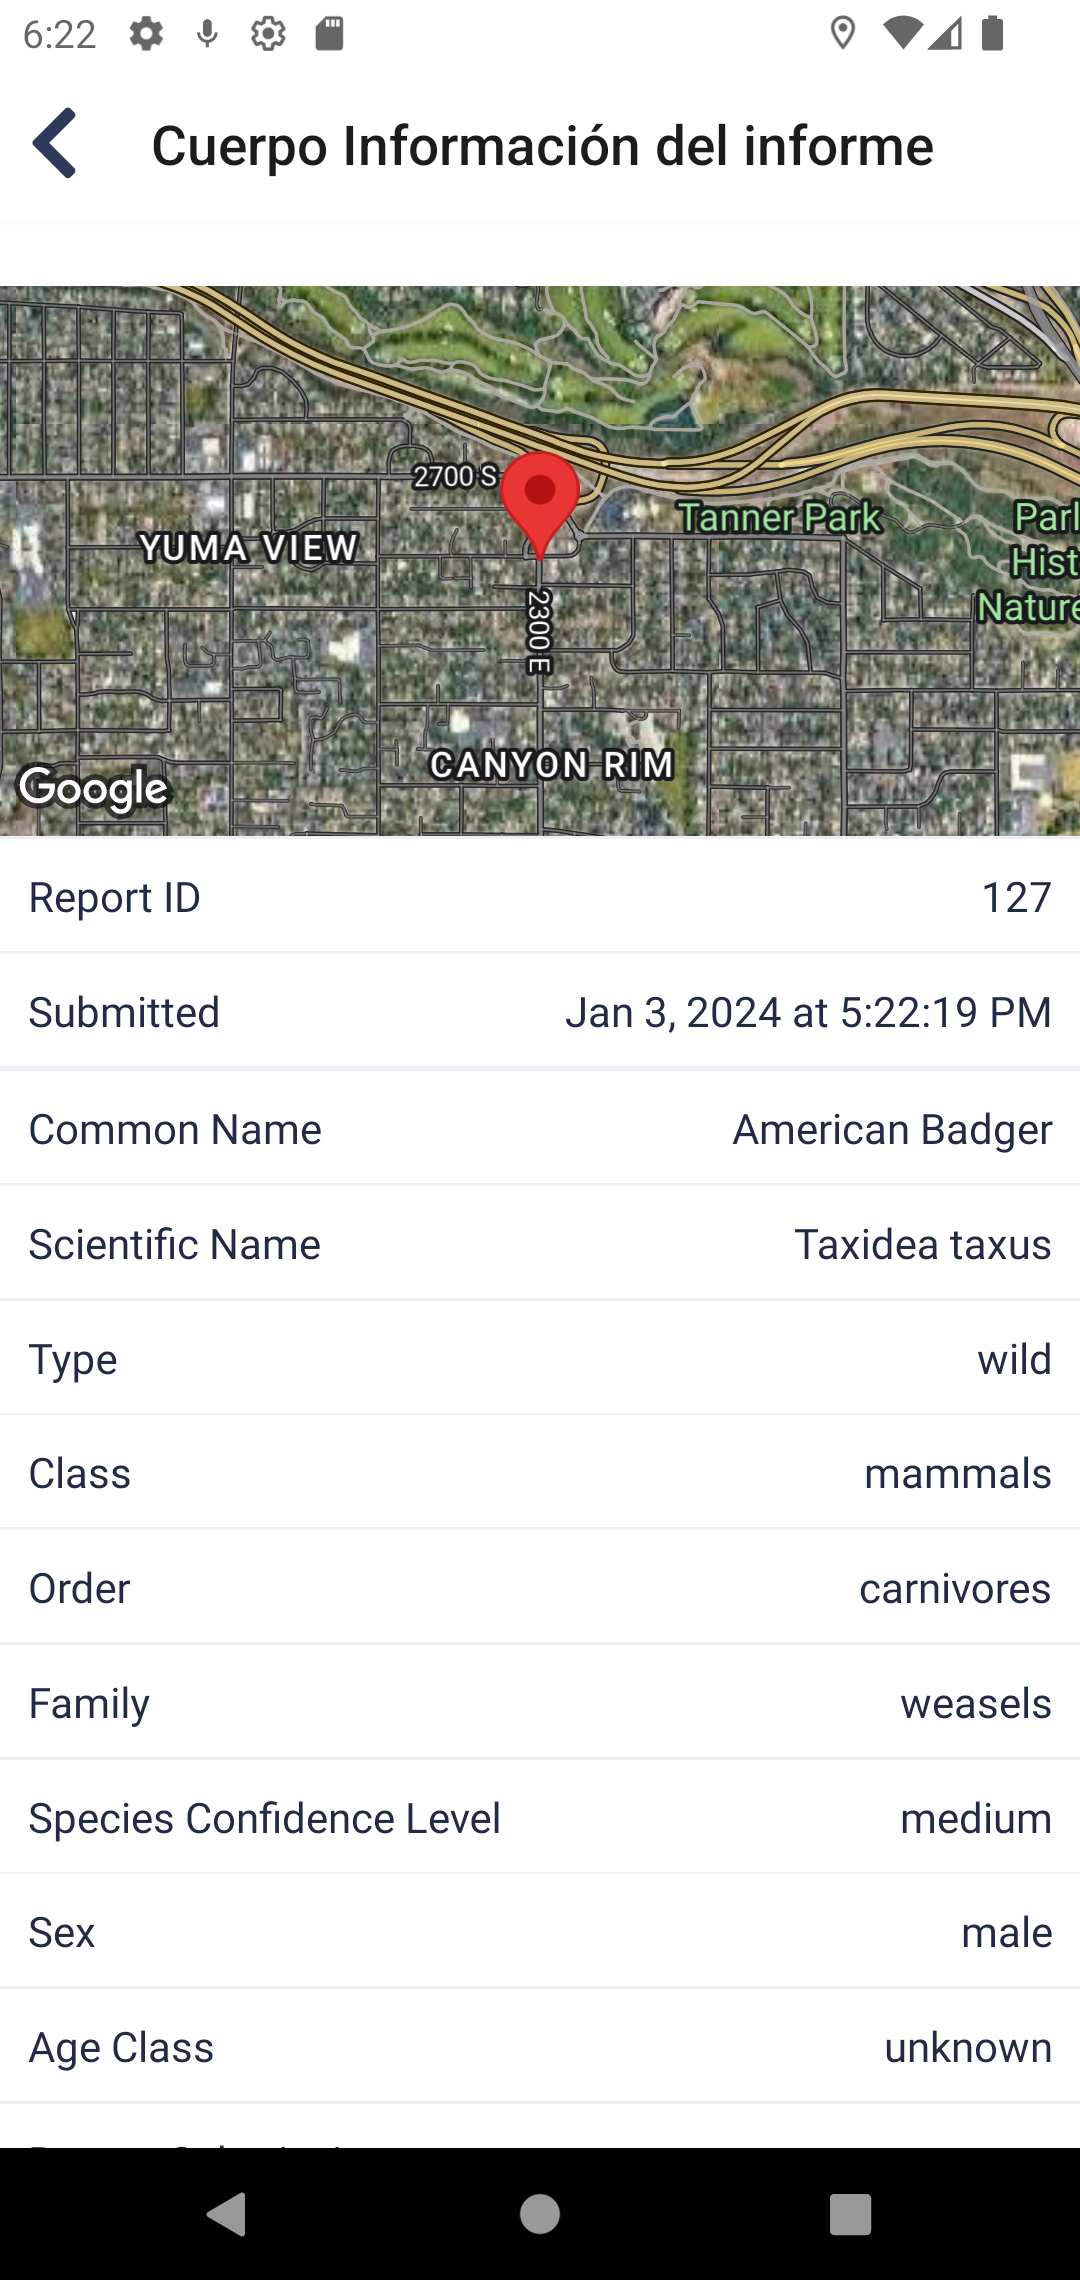 6:22
Cuerpo Información del informe
2700 S
Tanner Park
YUMA VIEW
Hist
Nature
2300 E
CANYON RIM
Google
Report ID 127
Submitted Jan 3, 2024 at 5:22:19 PM
Common Name American Badger
Scientific Name Taxidea taxus
Type wild
Class mammals
Order carnivores
Family weasels
Species Confidence Level medium
Sex male
Age Class unknown